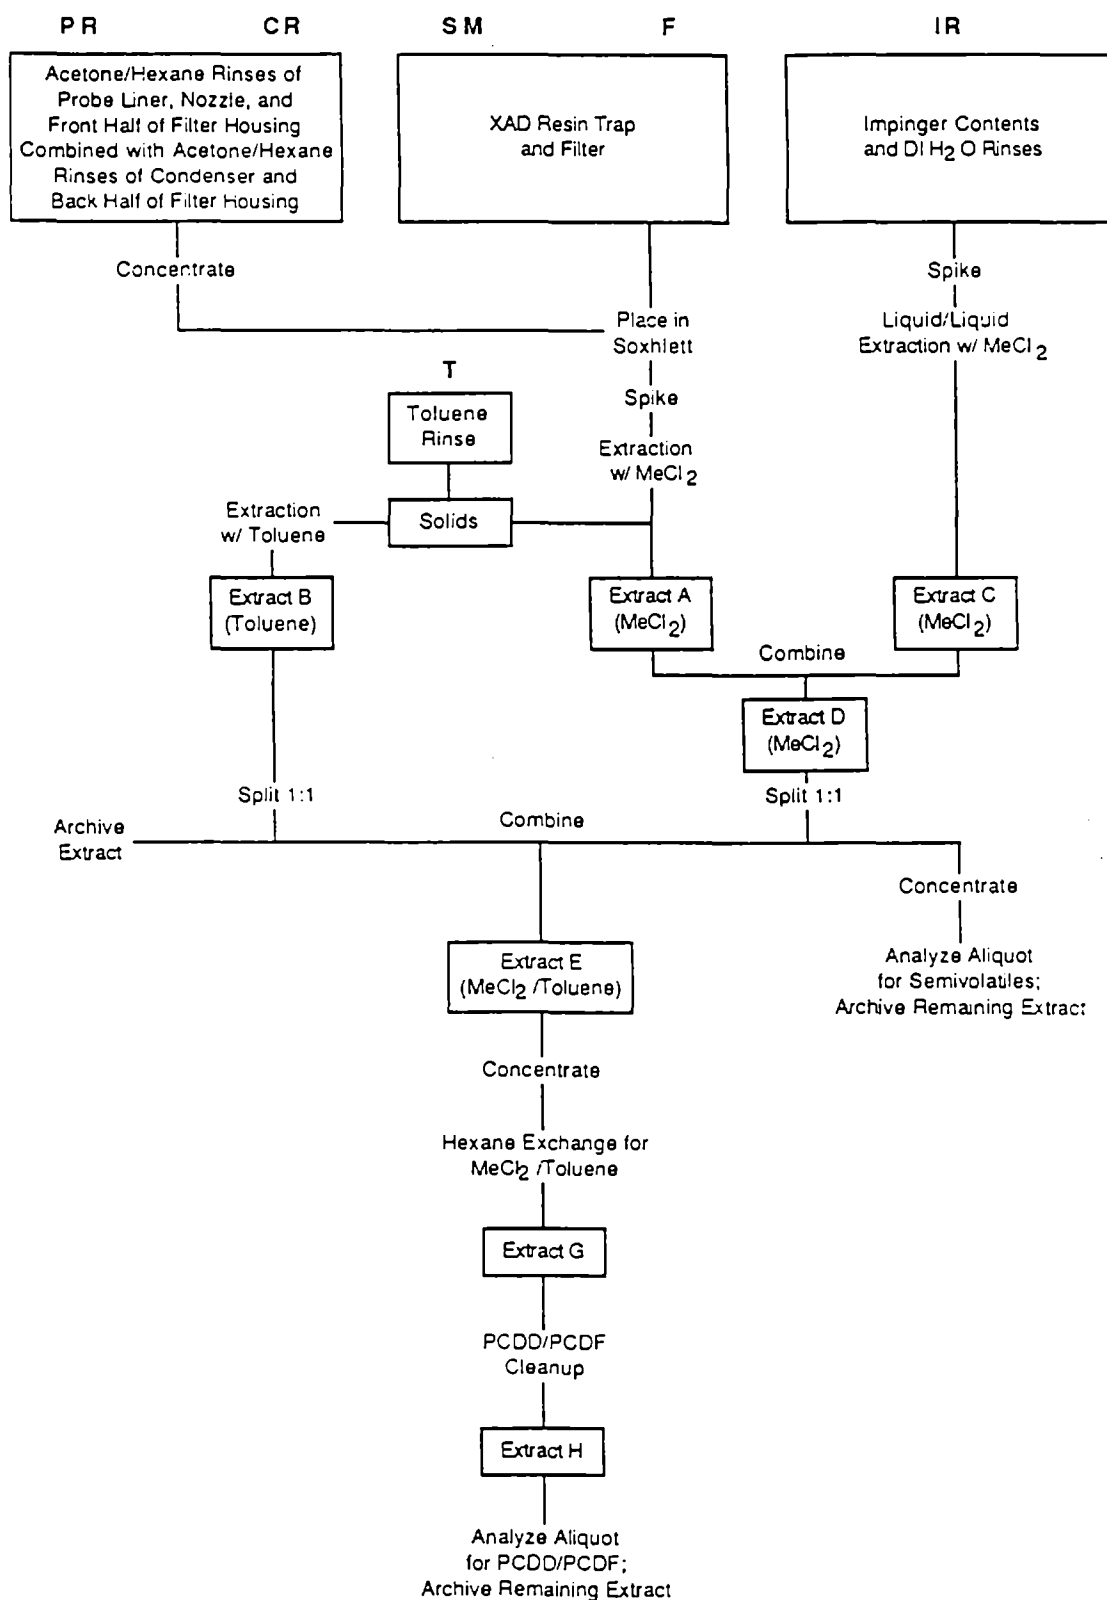 PR CR SM F IR
Acetone/Hexane Rinses of
Probe Liner, Nozzle, and
Front Half of Filter Housing
Combined with Acetone/Hexane
Rinses of Condenser and
Back Half of Filter Housing
XAD Resin Trap
and Filter
Impinger Contents
and DI H2O Rinses
Concentrate
Spike
Place in
Soxhlett
Liquid/Liquid
Extraction w/ MeCl2
T
Toluene
Rinse
Spike
Extraction
w/ MeCl2
Extraction
w/ Toluene
Solids
Extract B
(Toluene)
Extract A
(MeCl2)
Extract C
(MeCl2)
Combine
Extract D
(MeCl2)
Split 1:1
Split 1:1
Archive
Extract
Combine
Concentrate
Extract E
(MeCl2 /Toluene)
Analyze Aliquot
for Semivolatiles;
Archive Remaining Extract
Concentrate
Hexane Exchange for
MeCl2 /Toluene
Extract G
PCDD/PCDF
Cleanup
Extract H
Analyze Aliquot
for PCDD/PCDF;
Archive Remaining Extract